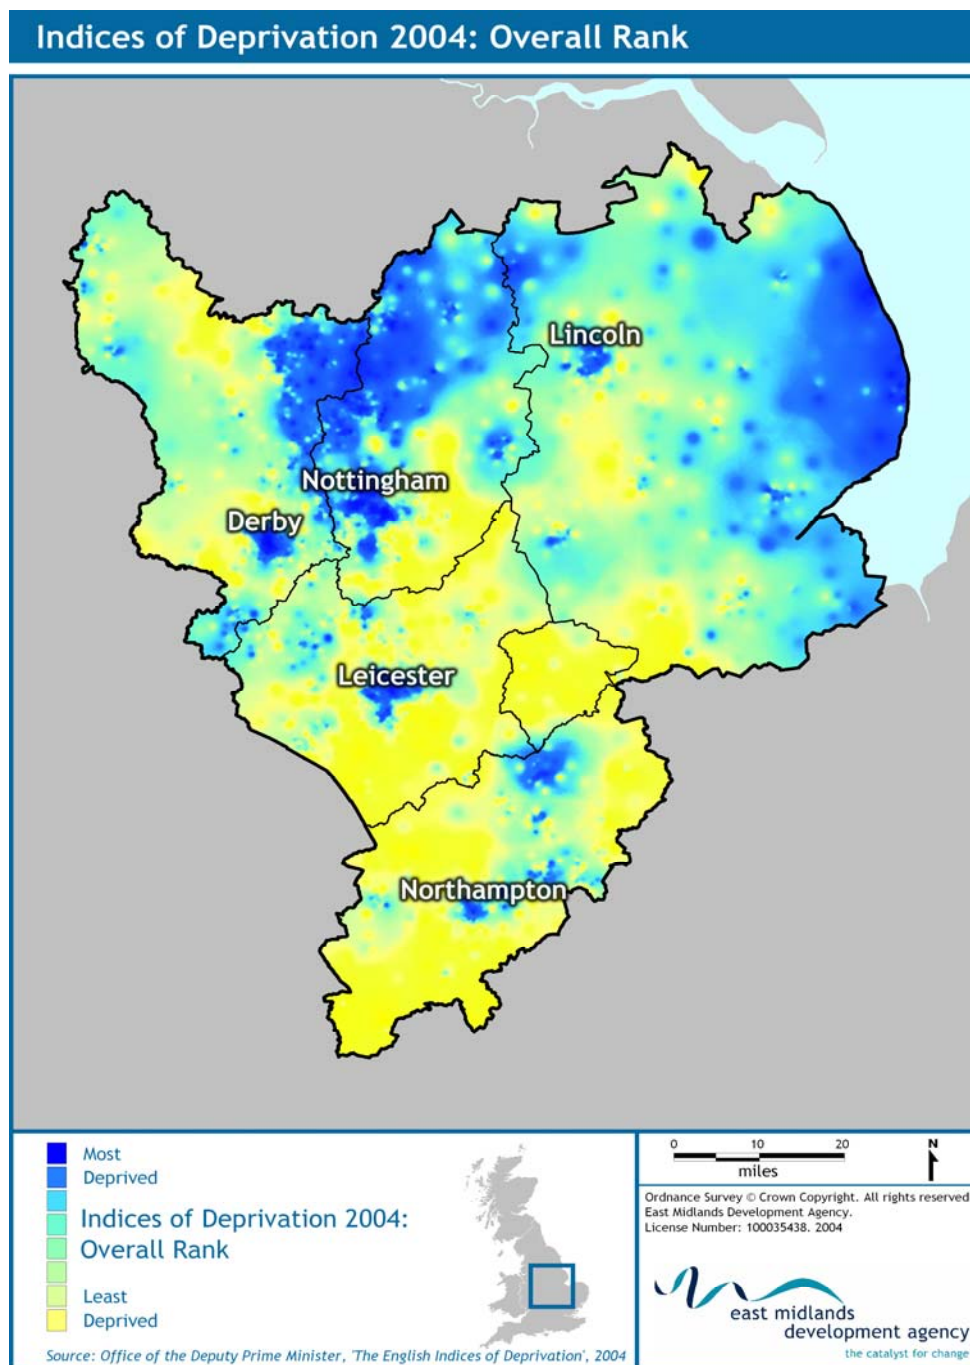 Indices of Deprivation 2004: Overall Rank
Lincoln
Nottingham
Derby
Leicester
Northampton
Most
Deprived
Indices of Deprivation 2004:
Overall Rank
Least
Deprived
Source: Office of the Deputy Prime Minister, 'The English Indices of Deprivation', 2004
0 10 20
miles
N
Ordnance Survey © Crown Copyright. All rights reserved
East Midlands Development Agency.
License Number: 100035438. 2004
east midlands
development agency
the catalyst for change